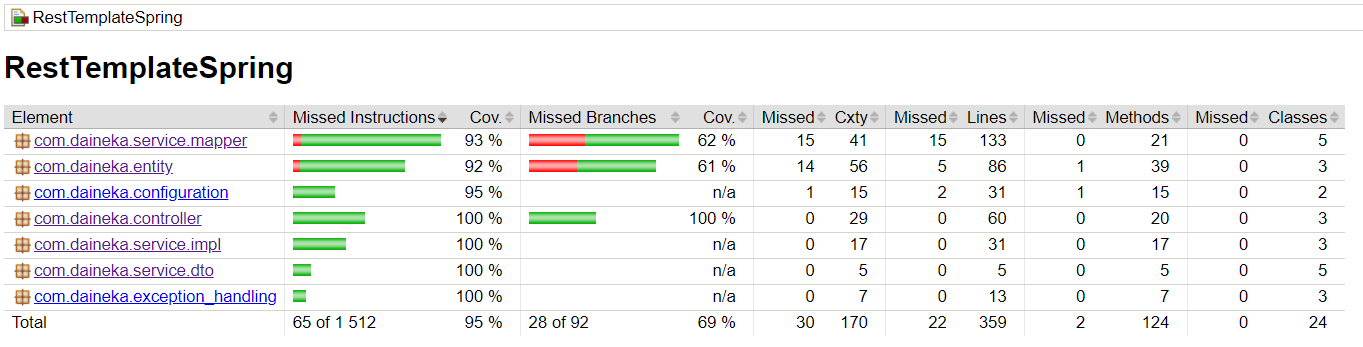 RestTemplateSpring
RestTemplateSpring
Element Missed Instructions Cov. Missed Branches Cov. Missed Cxty Missed Lines Missed Methods Missed Classes
com.daineka.service.mapper 93 % 62 % 15 41 15 133 0 21 0 5
com.daineka.entity 92 % 61 % 14 56 5 86 1 39 0 3
com.daineka.configuration 95 % n/a 1 15 2 31 1 15 0 2
com.daineka.controller 100 % 100 % 0 29 0 60 0 20 0 3
com.daineka.service.impl 100 % n/a 0 17 0 31 0 17 0 3
com.daineka.service.dto 100 % n/a 0 5 0 5 0 5 0 5
com.daineka.exception_handling 100 % n/a 0 7 0 13 0 7 0 3
Total 65 of 1 512 95 % 28 of 92 69 % 30 170 22 359 2 124 0 24